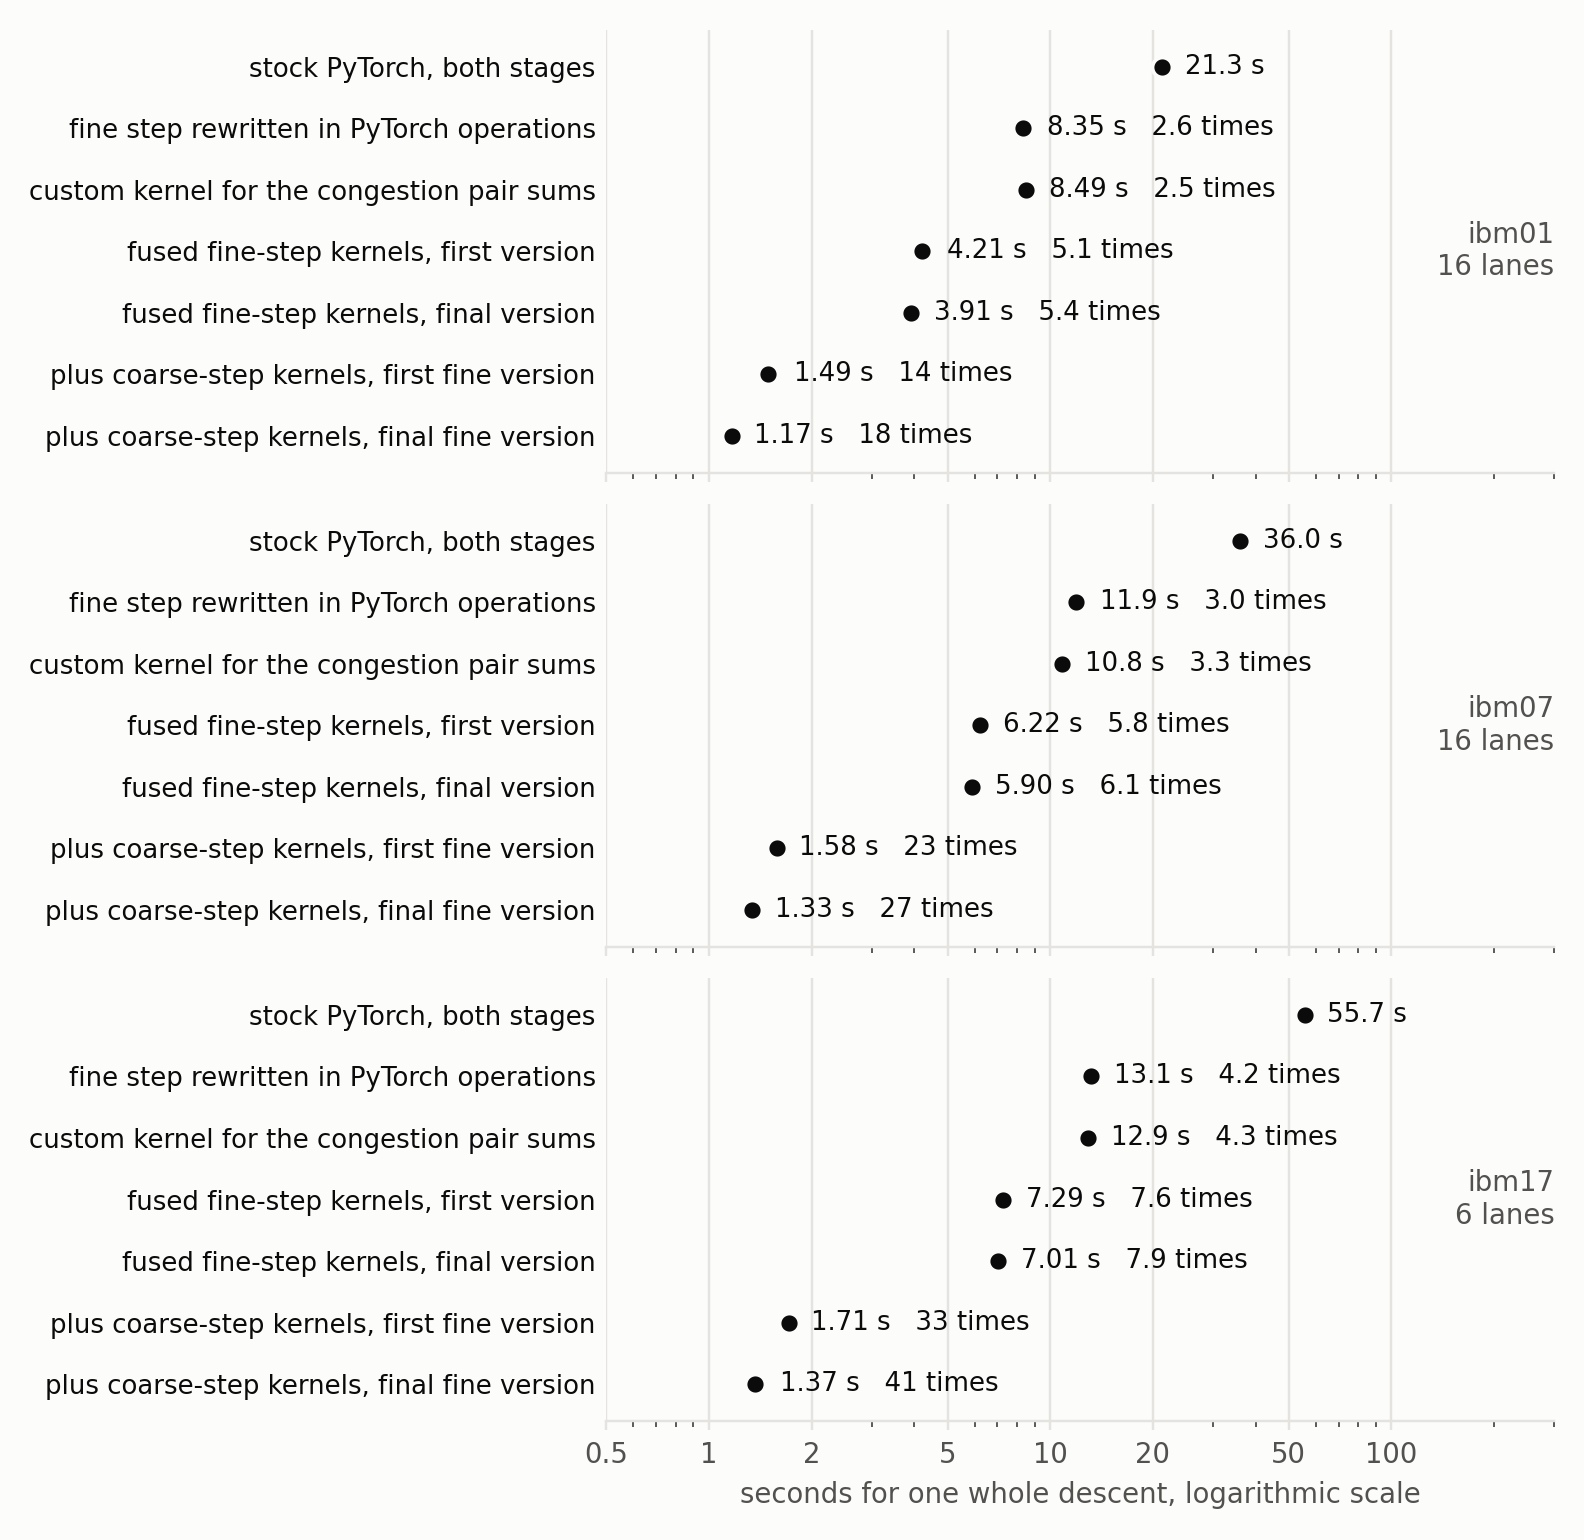 stock PyTorch, both stages 21.3 s
fine step rewritten in PyTorch operations 8.35 s 2.6 times
custom kernel for the congestion pair sums 8.49 s 2.5 times
fused fine-step kernels, first version 4.21 s 5.1 times
fused fine-step kernels, final version 3.91 s 5.4 times
plus coarse-step kernels, first fine version 1.49 s 14 times
plus coarse-step kernels, final fine version 1.17 s 18 times
ibm01
16 lanes
stock PyTorch, both stages 36.0 s
fine step rewritten in PyTorch operations 11.9 s 3.0 times
custom kernel for the congestion pair sums 10.8 s 3.3 times
fused fine-step kernels, first version 6.22 s 5.8 times
fused fine-step kernels, final version 5.90 s 6.1 times
plus coarse-step kernels, first fine version 1.58 s 23 times
plus coarse-step kernels, final fine version 1.33 s 27 times
ibm07
16 lanes
stock PyTorch, both stages 55.7 s
fine step rewritten in PyTorch operations 13.1 s 4.2 times
custom kernel for the congestion pair sums 12.9 s 4.3 times
fused fine-step kernels, first version 7.29 s 7.6 times
fused fine-step kernels, final version 7.01 s 7.9 times
plus coarse-step kernels, first fine version 1.71 s 33 times
plus coarse-step kernels, final fine version 1.37 s 41 times
ibm17
6 lanes
0.5 1 2 5 10 20 50 100
seconds for one whole descent, logarithmic scale